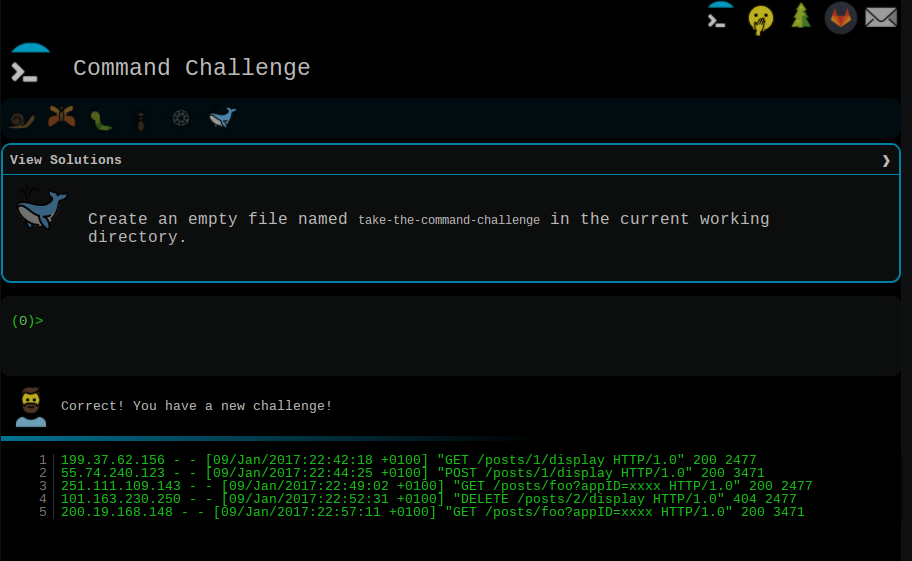 Command Challenge
View Solutions
Create an empty file named take-the-command-challenge in the current working
directory.
(0)>
Correct! You have a new challenge!
1 199.37.62.156 - - [09/Jan/2017:22:42:18 +0100] "GET /posts/1/display HTTP/1.0" 200 2477
2 55.74.240.123 - - [09/Jan/2017:22:44:25 +0100] "POST /posts/1/display HTTP/1.0" 200 3471
3 251.111.109.143 - - [09/Jan/2017:22:49:02 +0100] "GET /posts/foo?appID=xxxx HTTP/1.0" 200 2477
4 101.163.230.250 - - [09/Jan/2017:22:52:31 +0100] "DELETE /posts/2/display HTTP/1.0" 404 2477
5 200.19.168.148 - - [09/Jan/2017:22:57:11 +0100] "GET /posts/foo?appID=xxxx HTTP/1.0" 200 3471